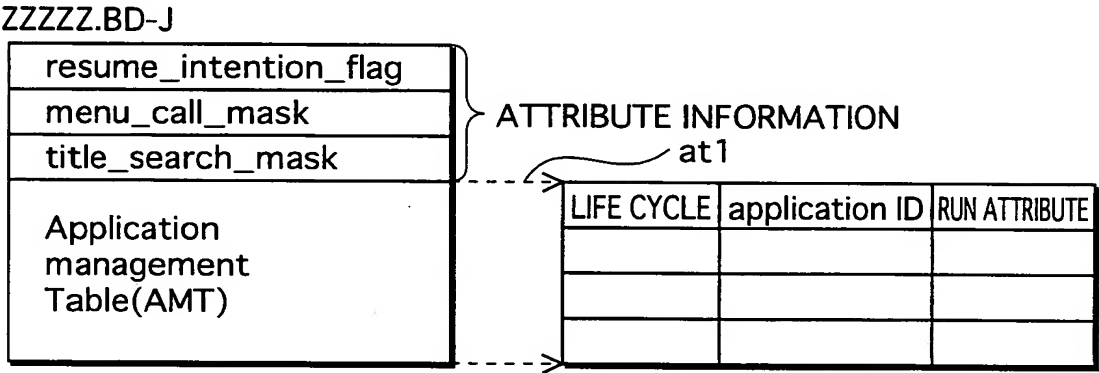 ZZZZZ.BD-J
resume_intention_flag
menu_call_mask
title_search_mask
ATTRIBUTE INFORMATION
at1
Application
management
Table(AMT)
LIFE CYCLE application ID RUN ATTRIBUTE